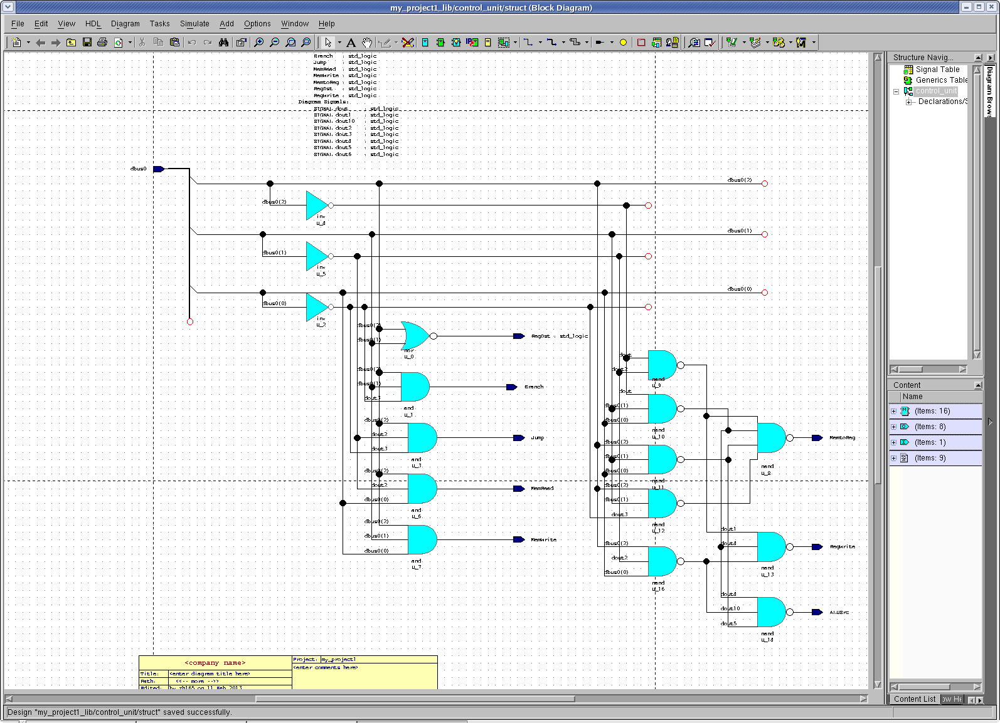 my_project1_lib/control_unit/struct (Block Diagram)
File Edit View HDL Diagram Tasks Simulate Add Options Window Help
Branch : std_logic
Jump : std_logic
MemRead : std_logic
MemWrite : std_logic
MemtoReg : std_logic
RegDst : std_logic
RegWrite : std_logic
Diagram Signals:
SIGNAL dout : std_logic
SIGNAL dout1 : std_logic
SIGNAL dout10 : std_logic
SIGNAL dout2 : std_logic
SIGNAL dout3 : std_logic
SIGNAL dout4 : std_logic
SIGNAL dout5 : std_logic
SIGNAL dout6 : std_logic
dbus0
dbus0(2)
dbus0(2)
inv
u_4
dbus0(1)
dbus0(1)
inv
u_5
dbus0(0)
dbus0(0)
inv
u_2
dbus0(2)
dbus0(1)
nor
u_0
RegDst : std_logic
dbus0(2)
dbus0(1)
dout3
and
u_1
Branch
dbus0(2)
dout2
dout3
and
u_3
Jump
dbus0(2)
dout2
dbus0(0)
and
u_6
MemRead
dbus0(2)
dbus0(1)
dbus0(0)
and
u_7
MemWrite
dout
dout2
nand
u_9
dout
dbus0(1)
dbus0(0)
nand
u_10
dbus0(2)
dbus0(1)
dbus0(0)
nand
u_11
dbus0(2)
dbus0(1)
dout3
nand
u_12
dbus0(2)
dout2
dbus0(0)
nand
u_16
MemtoReg
nand
u_8
dout1
dout4
RegWrite
nand
u_13
dout4
dout10
dout5
ALUSrc
nand
u_14
<company name>
Title: <enter diagram title here>
Path: <<-- more -->>
Edited: by zh165 on 11 Feb 2013
Project: my_project1
<enter comments here>
Structure Navig...
Signal Table
Generics Table
control_unit
Declarations/S
Diagram Brows
Content
Name
(Items: 16)
(Items: 8)
(Items: 1)
(Items: 9)
Content List
Design "my_project1_lib/control_unit/struct" saved successfully.